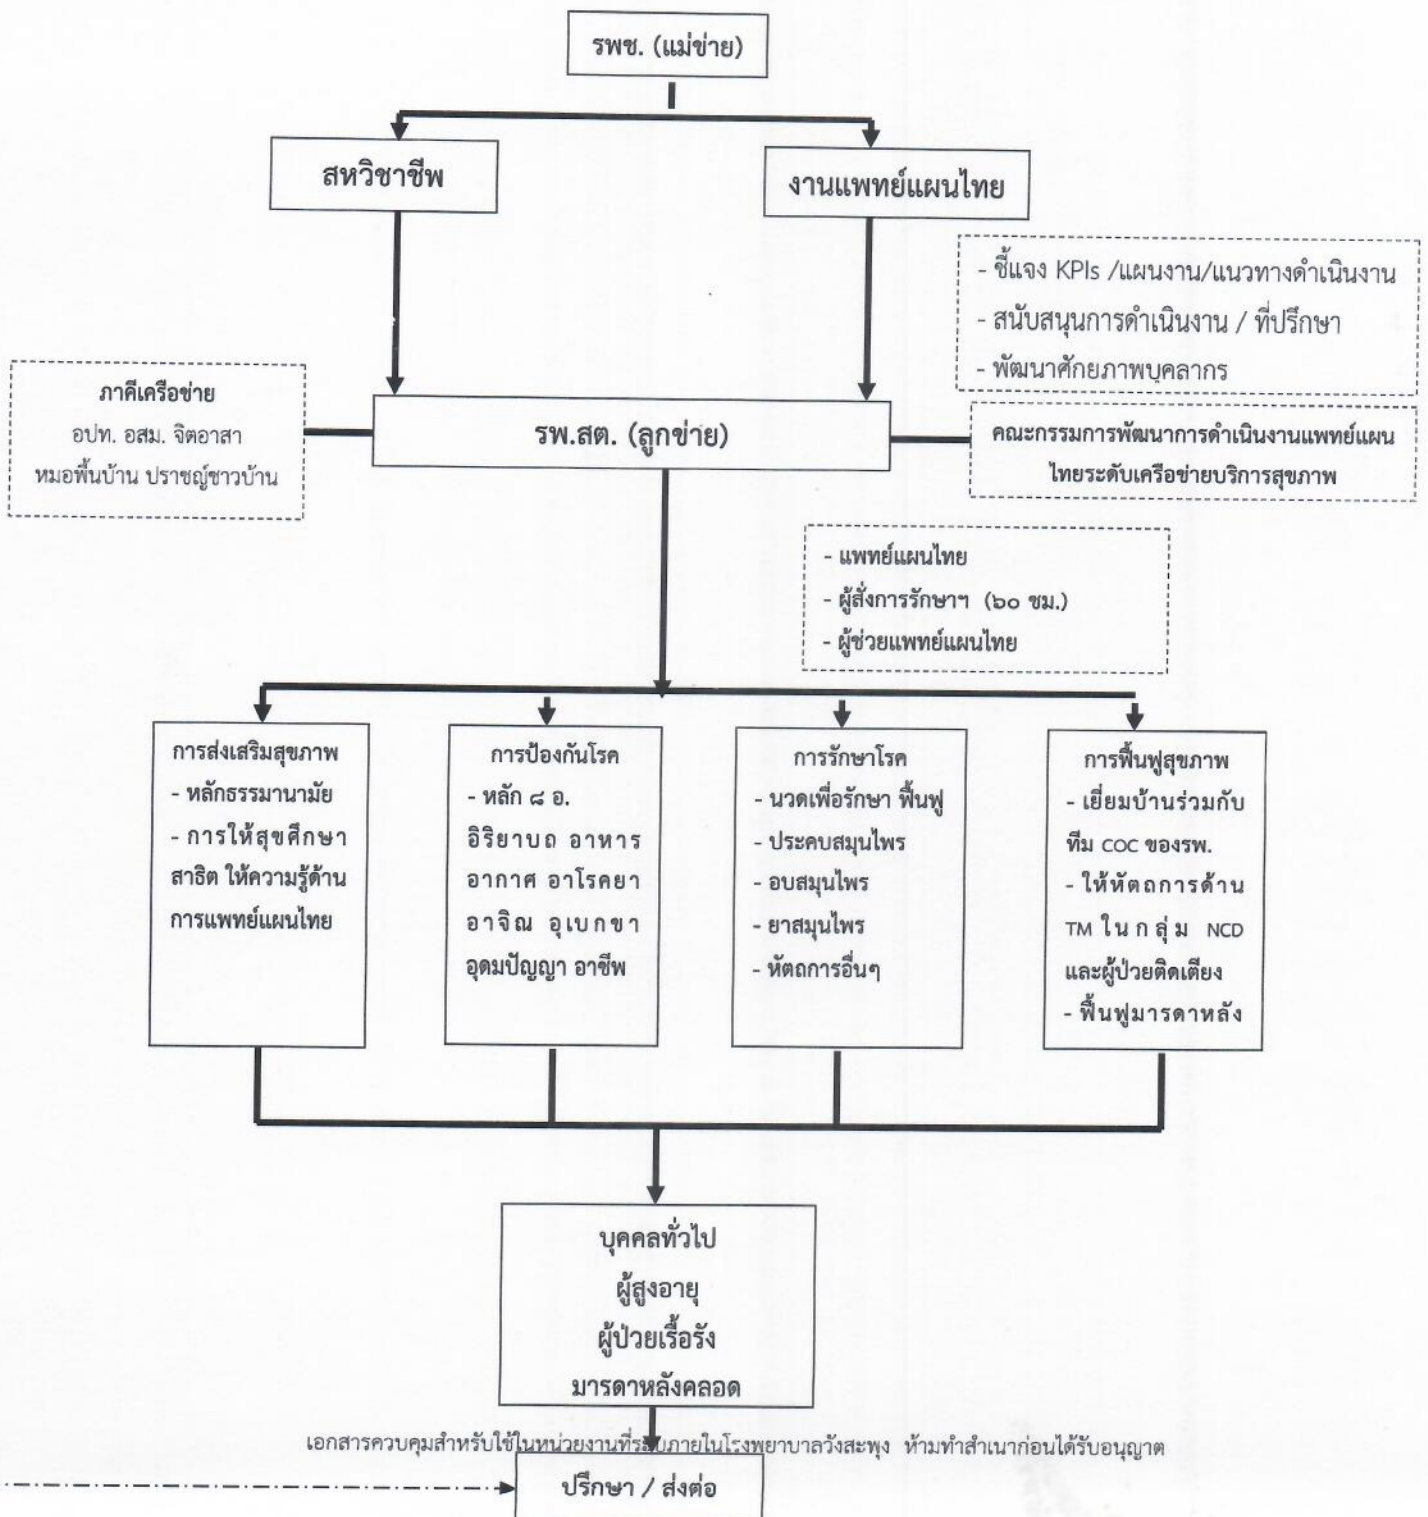 รพช. (แม่ข่าย)
สหวิชาชีพ
งานแพทย์แผนไทย
- ชี้แจง KPIs /แผนงาน/แนวทางดำเนินงาน
- สนับสนุนการดำเนินงาน / ที่ปรึกษา
- พัฒนาศักยภาพบุคลากร
ภาคีเครือข่าย
อปท. อสม. จิตอาสา
หมอพื้นบ้าน ปราชญ์ชาวบ้าน
รพ.สต. (ลูกข่าย)
คณะกรรมการพัฒนาการดำเนินงานแพทย์แผน
ไทยระดับเครือข่ายบริการสุขภาพ
- แพทย์แผนไทย
- ผู้สั่งการรักษาฯ (๖๐ ชม.)
- ผู้ช่วยแพทย์แผนไทย
การส่งเสริมสุขภาพ
- หลักธรรมานามัย
- การให้สุขศึกษา
สาธิต ให้ความรู้ด้าน
การแพทย์แผนไทย
การป้องกันโรค
- หลัก ๘ อ.
อิริยาบถ อาหาร
อากาศ อาโรคยา
อาจิณ อุเบกขา
อุดมปัญญา อาชีพ
การรักษาโรค
- นวดเพื่อรักษา ฟื้นฟู
- ประคบสมุนไพร
- อบสมุนไพร
- ยาสมุนไพร
- หัตถการอื่นๆ
การฟื้นฟูสุขภาพ
- เยี่ยมบ้านร่วมกับ
ทีม COC ของรพ.
- ให้หัตถการด้าน
TM ในกลุ่ม NCD
และผู้ป่วยติดเตียง
- ฟื้นฟูมารดาหลัง
บุคคลทั่วไป
ผู้สูงอายุ
ผู้ป่วยเรื้อรัง
มารดาหลังคลอด
เอกสารควบคุมสำหรับใช้ในหน่วยงานที่ระบุภายในโรงพยาบาลวังสะพุง ห้ามทำสำเนาก่อนได้รับอนุญาต
ปรึกษา / ส่งต่อ